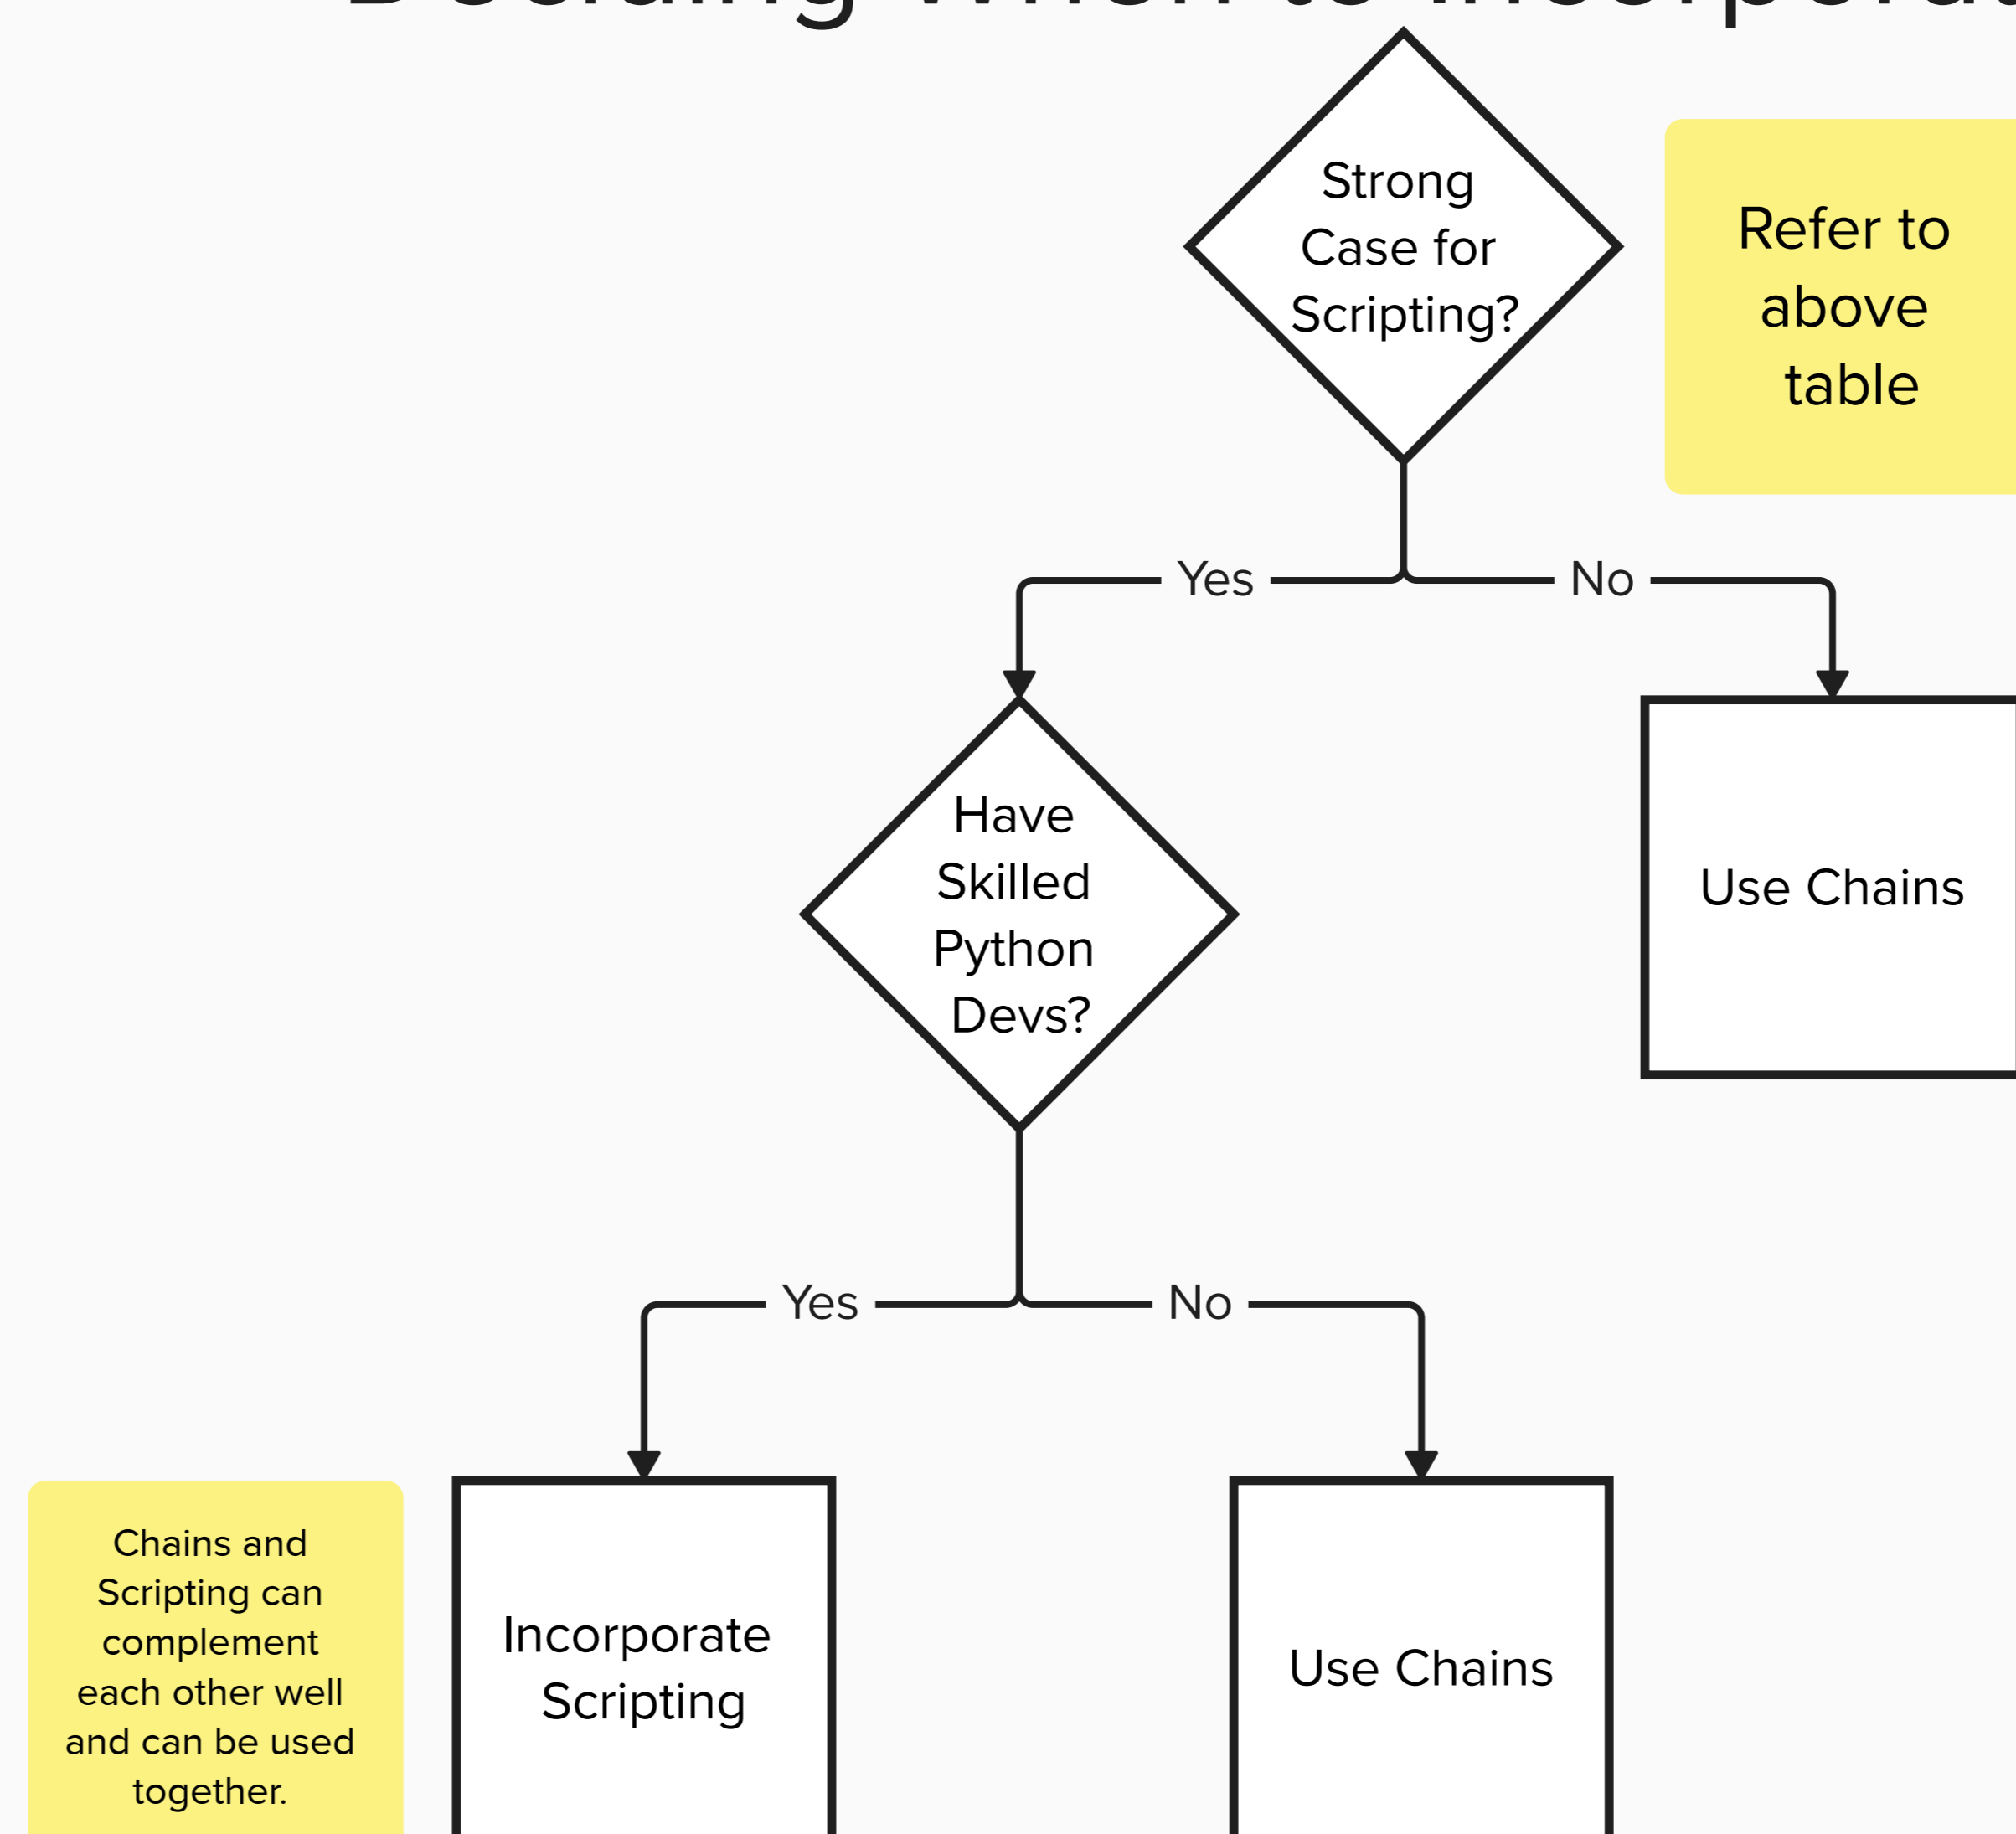 Strong
Case for
Scripting?
Refer to
above
table
Yes
No
Have
Skilled
Python
Devs?
Use Chains
Yes
No
Chains and
Scripting can
complement
each other well
and can be used
together.
Incorporate
Scripting
Use Chains